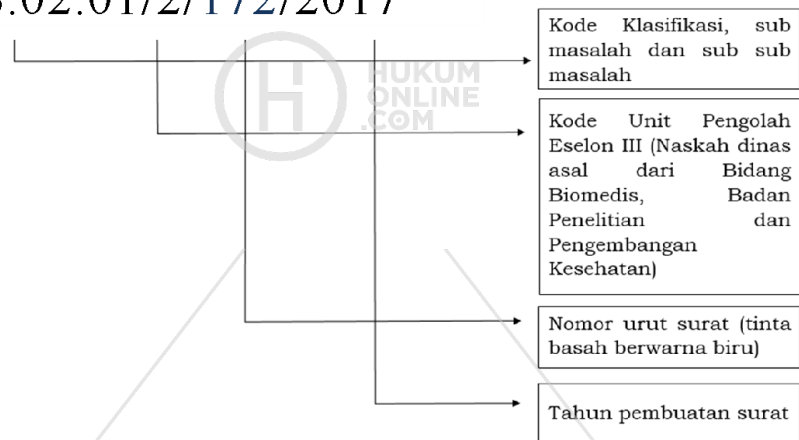 .02.01/2/172/2017
Kode Klasifikasi, sub
masalah dan sub sub
masalah
HUKUM
ONLINE
.COM
Kode Unit Pengolah
Eselon III (Naskah dinas
asal dari Bidang
Biomedis, Badan
Penelitian dan
Pengembangan
Kesehatan)
Nomor urut surat (tinta
basah berwarna biru)
Tahun pembuatan surat